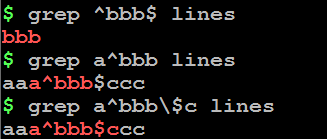 $ grep ^bbb$ lines
bbb
$ grep a^bbb lines
aaa^bbb$ccc
$ grep a^bbb\$c lines
aaa^bbb$ccc